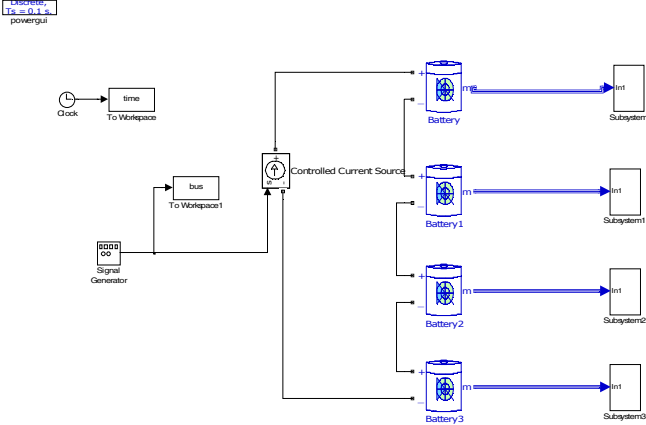 Discrete,
Ts = 0.1 s.
powergui
time
Clock
To Workspace
bus
To Workspace1
Signal
Generator
+
s
-
Controlled Current Source
+
_
m
Battery
In1
Subsystem
+
_
m
Battery1
In1
Subsystem1
+
_
m
Battery2
In1
Subsystem2
+
_
m
Battery3
In1
Subsystem3